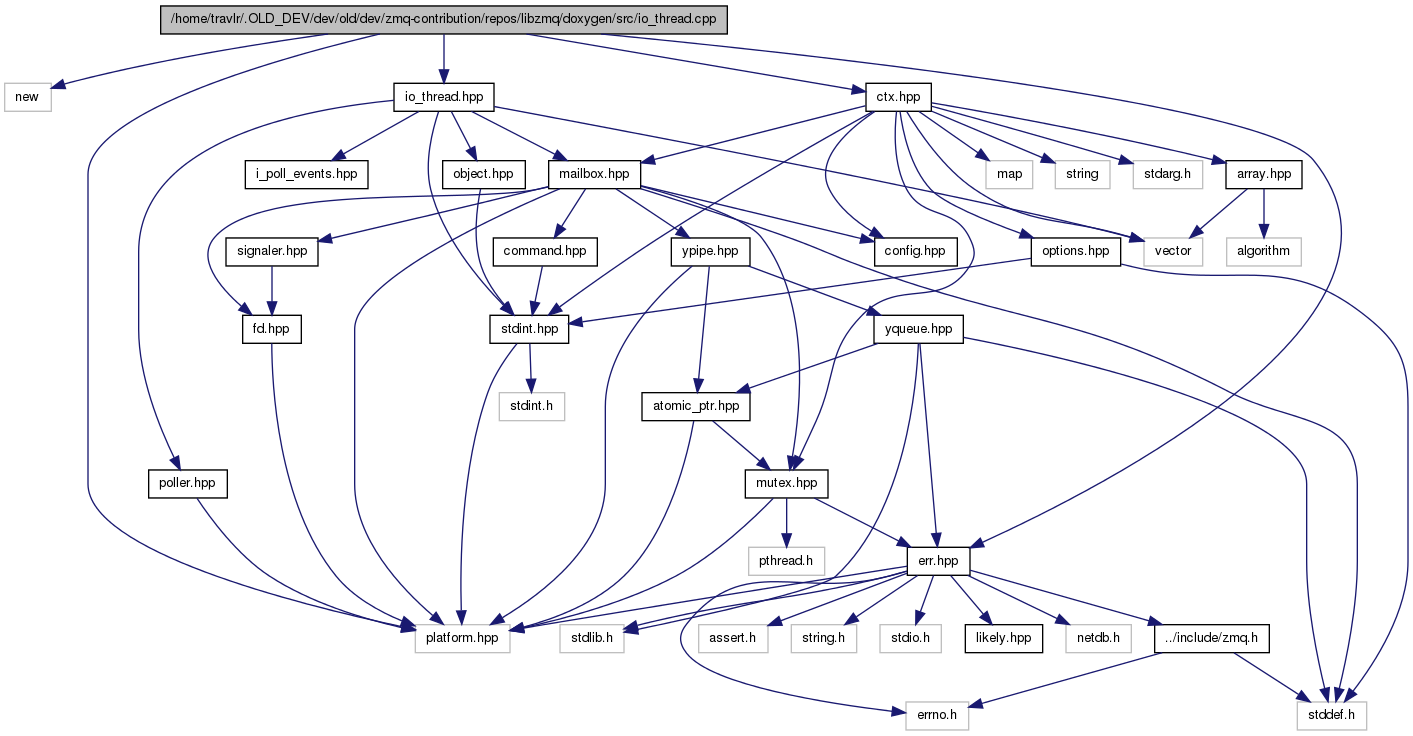 /home/travlr/.OLD_DEV/dev/old/dev/zmq-contribution/repos/libzmq/doxygen/src/io_thread.cpp
new
io_thread.hpp
ctx.hpp
i_poll_events.hpp
object.hpp
mailbox.hpp
map
string
stdarg.h
array.hpp
signaler.hpp
command.hpp
ypipe.hpp
config.hpp
options.hpp
vector
algorithm
fd.hpp
stdint.hpp
yqueue.hpp
stdint.h
atomic_ptr.hpp
poller.hpp
mutex.hpp
pthread.h
err.hpp
platform.hpp
stdlib.h
assert.h
string.h
stdio.h
likely.hpp
netdb.h
../include/zmq.h
errno.h
stddef.h